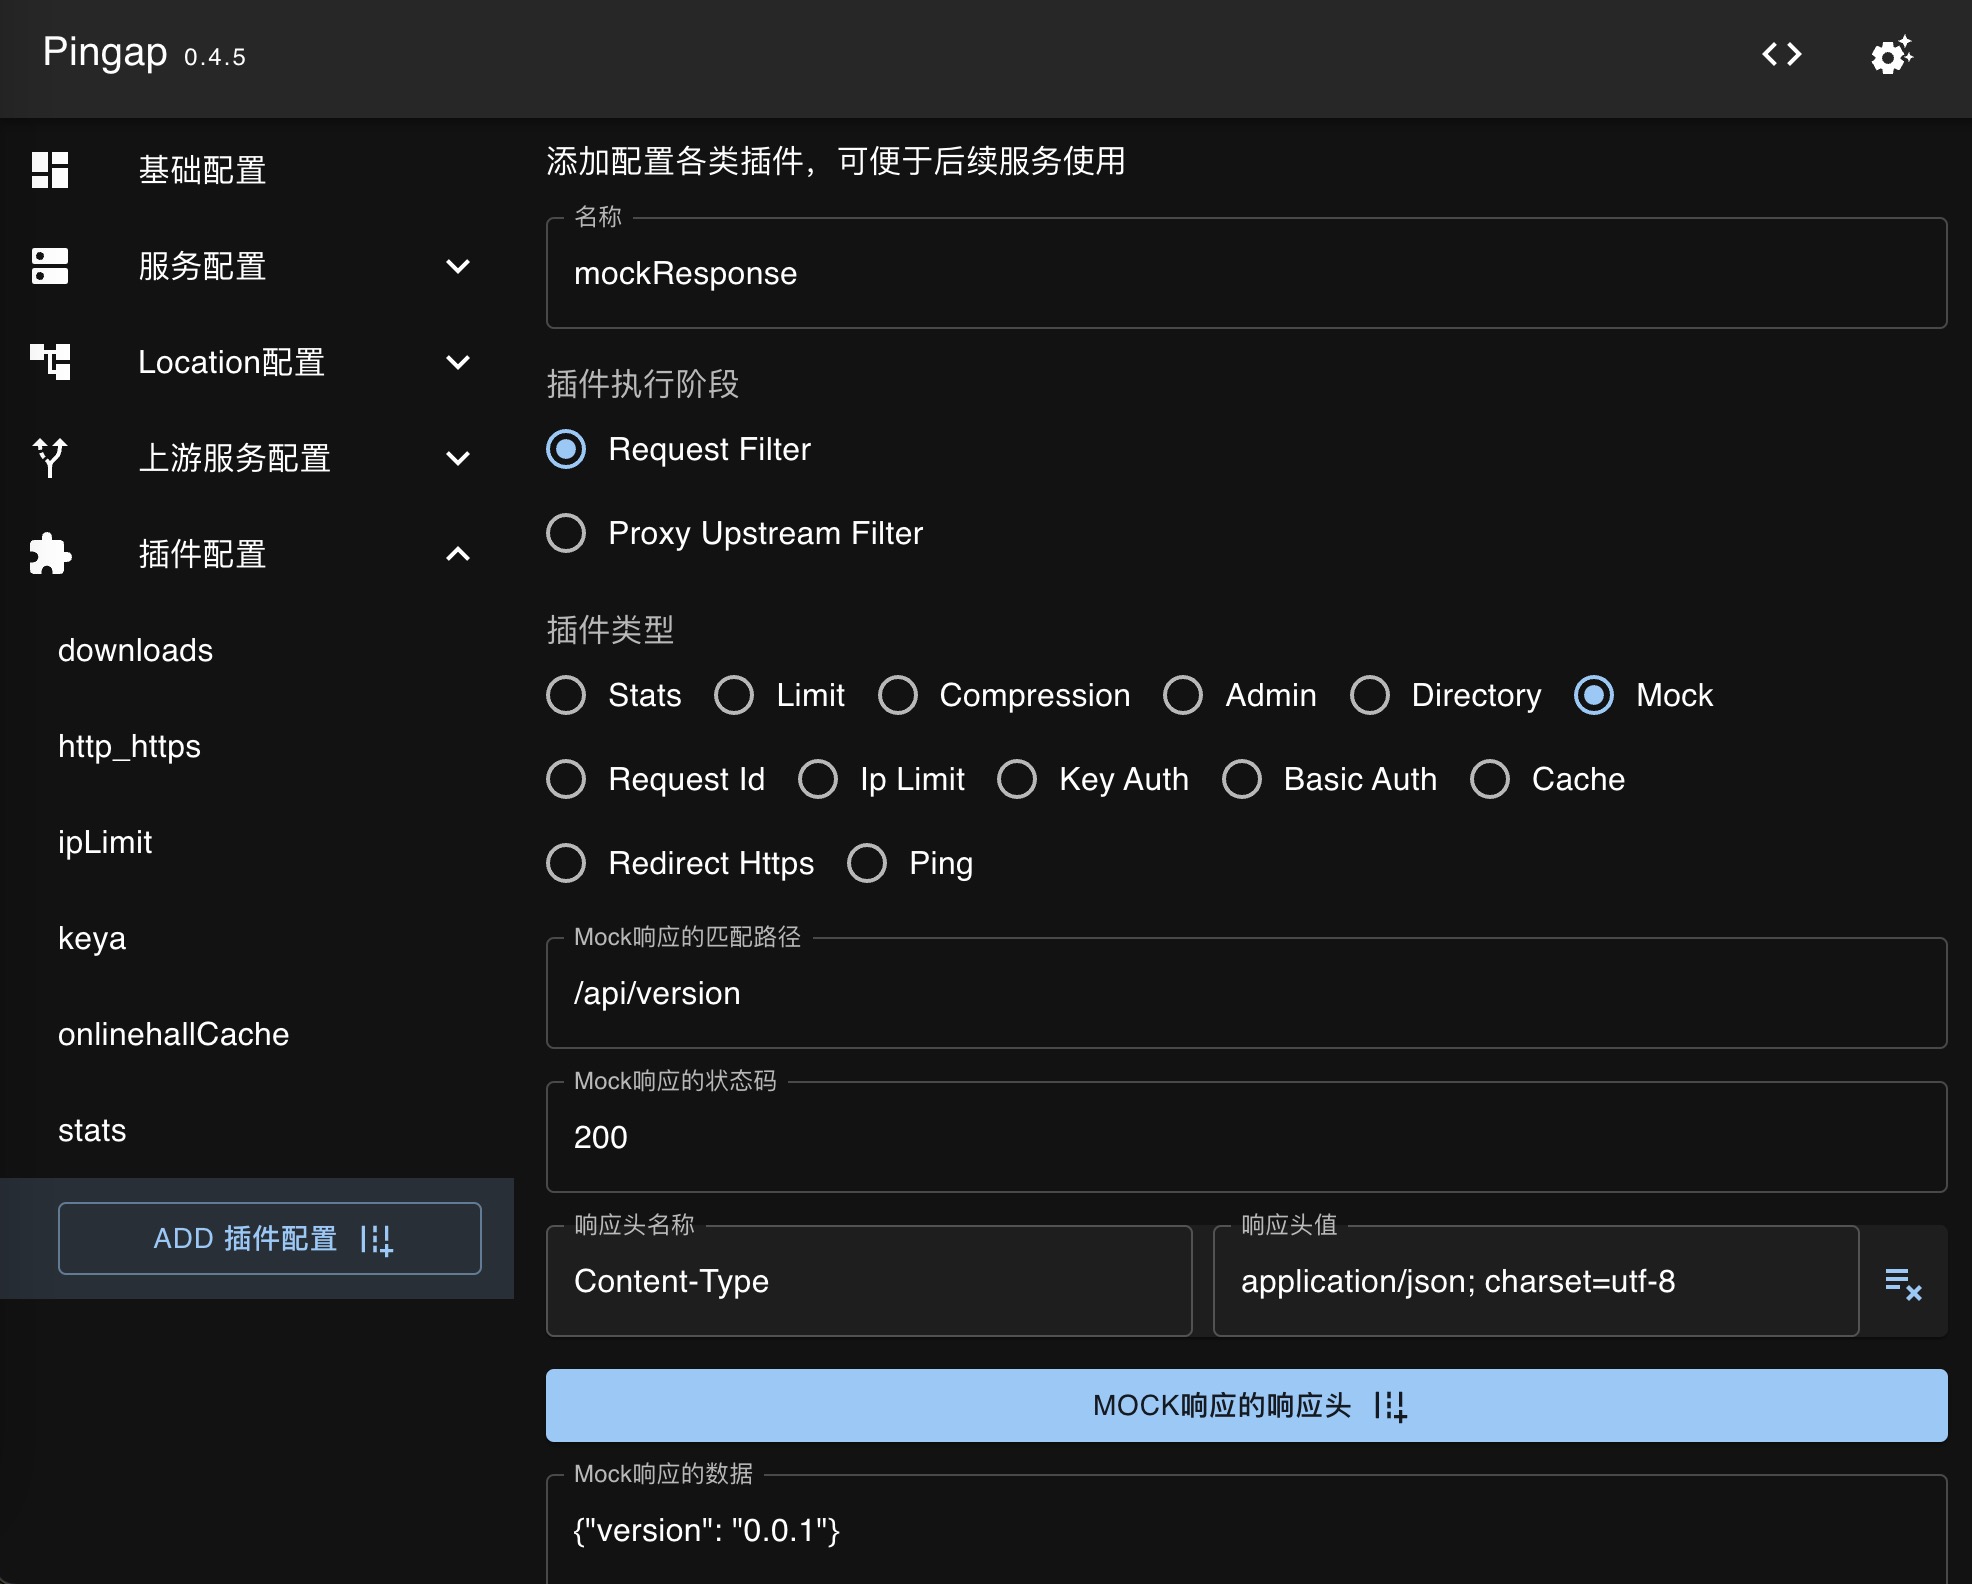 Pingap 0.4.5
基础配置
服务配置
Location配置
上游服务配置
插件配置
downloads
http_https
ipLimit
keya
onlinehallCache
stats
ADD 插件配置
添加配置各类插件，可便于后续服务使用
名称
mockResponse
插件执行阶段
Request Filter
Proxy Upstream Filter
插件类型
Stats Limit Compression Admin Directory Mock
Request Id Ip Limit Key Auth Basic Auth Cache
Redirect Https Ping
Mock响应的匹配路径
/api/version
Mock响应的状态码
200
响应头名称 响应头值
Content-Type application/json; charset=utf-8
MOCK响应的响应头
Mock响应的数据
{"version": "0.0.1"}